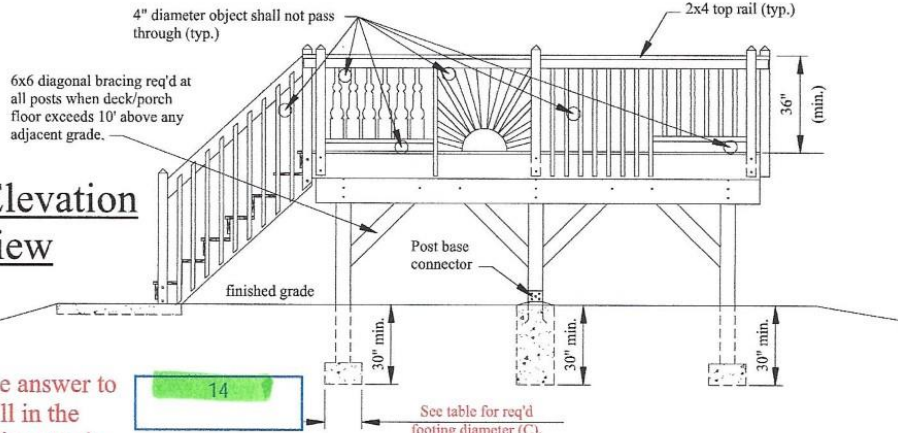 4" diameter object shall not pass
through (typ.)
2x4 top rail (typ.)
6x6 diagonal bracing req'd at
all posts when deck/porch
floor exceeds 10' above any
adjacent grade.
36"
(min.)
Elevation
iew
Post base
connector
finished grade
30" min.
30" min.
30" min.
e answer to
ll in the
14
See table for req'd
footing diameter (C).